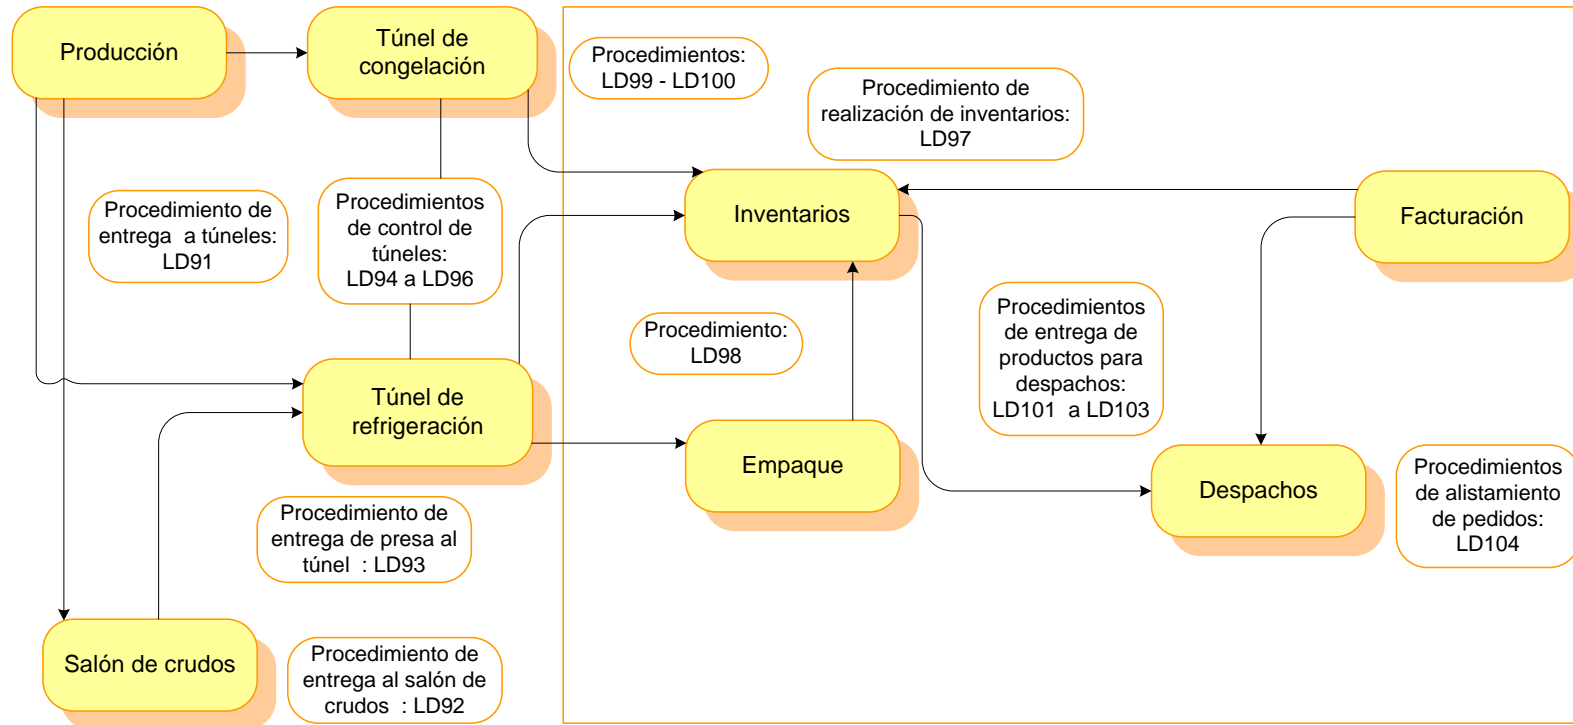 Producción
Túnel de
congelación
Procedimientos:
LD99 - LD100
Procedimiento de
realización de inventarios:
LD97
Procedimiento de
entrega  a túneles:
LD91
Procedimientos
de control de
túneles:
LD94 a LD96
Inventarios
Facturación
Procedimiento:
LD98
Procedimientos
de entrega de
productos para
despachos:
LD101  a LD103
Túnel de
refrigeración
Empaque
Despachos
Procedimientos
de alistamiento
de pedidos:
LD104
Procedimiento de
entrega de presa al
túnel  : LD93
Salón de crudos
Procedimiento de
entrega al salón de
crudos  : LD92